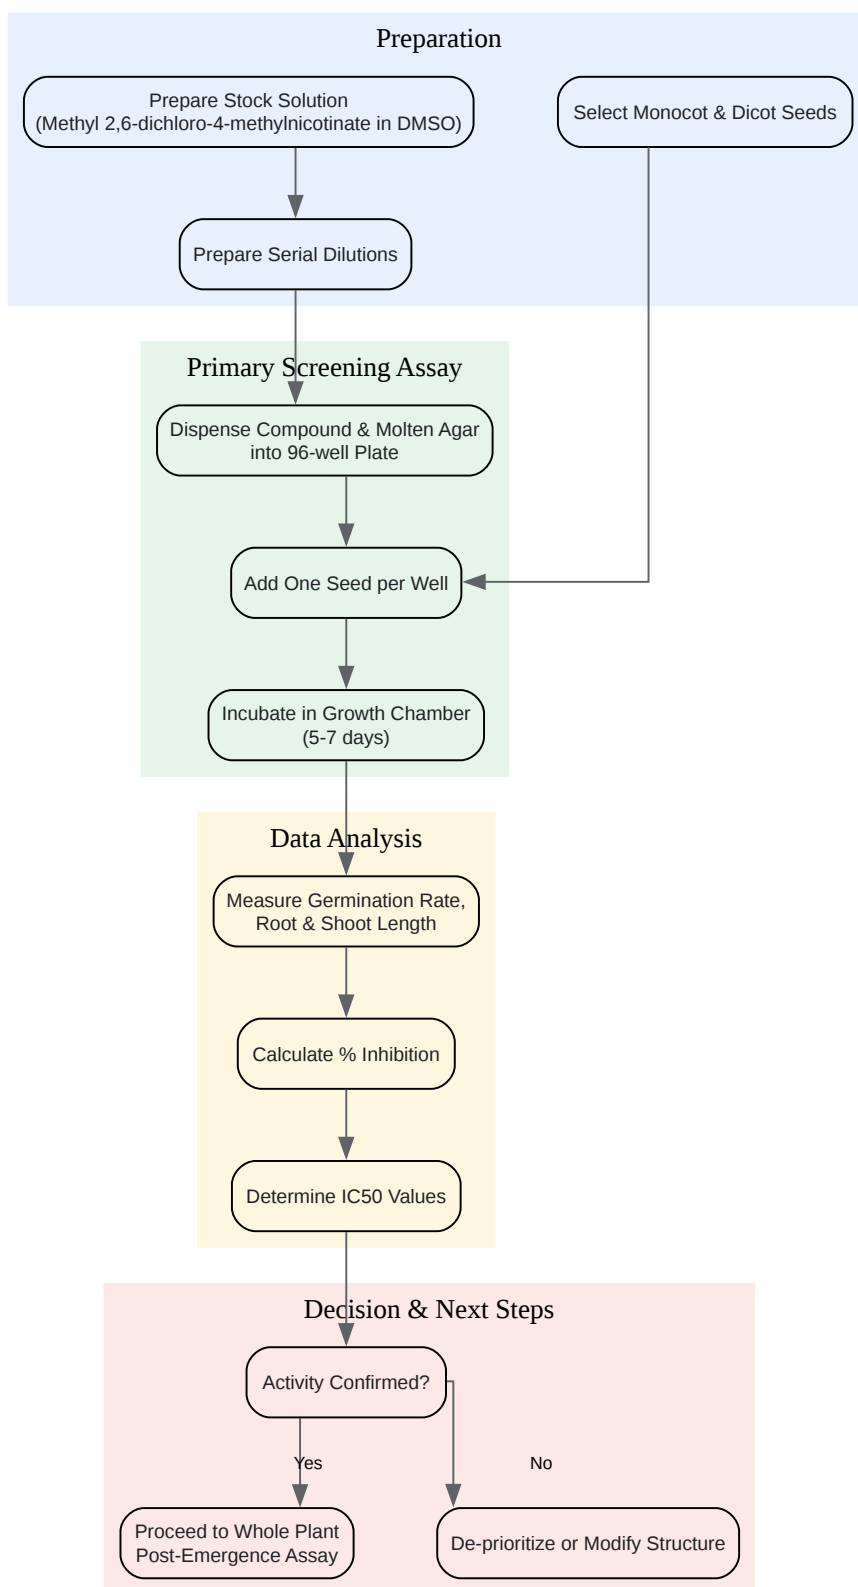 Preparation
Prepare Stock Solution
(Methyl 2,6-dichloro-4-methylnicotinate in DMSO)
Select Monocot & Dicot Seeds
Prepare Serial Dilutions
Primary Screening Assay
Dispense Compound & Molten Agar
into 96-well Plate
Add One Seed per Well
Incubate in Growth Chamber
(5-7 days)
Data Analysis
Measure Germination Rate,
Root & Shoot Length
Calculate % Inhibition
Determine IC50 Values
Decision & Next Steps
Activity Confirmed?
Yes
No
Proceed to Whole Plant
Post-Emergence Assay
De-prioritize or Modify Structure